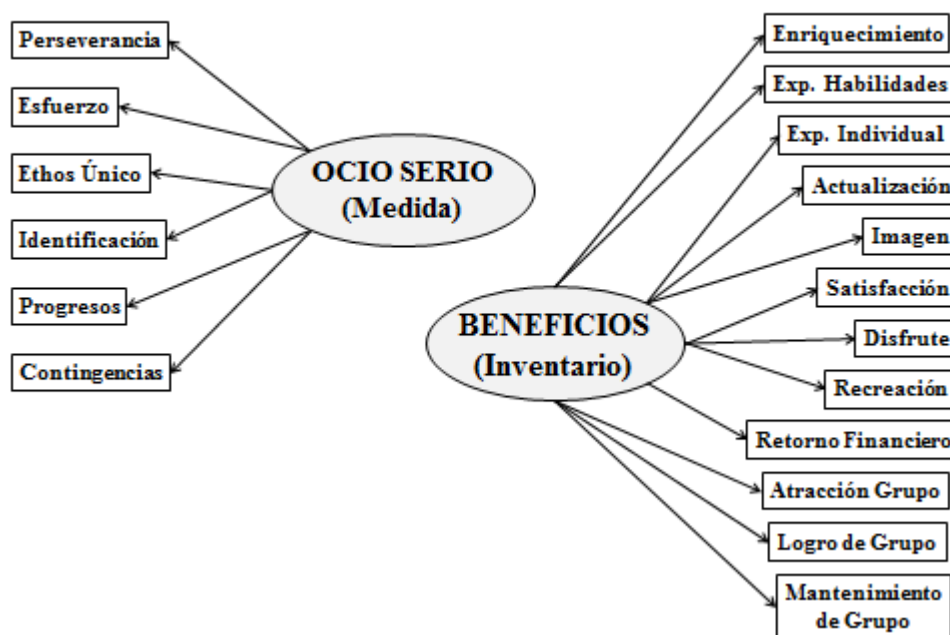 Perseverancia
Esfuerzo
Ethos Único
Identificación
Progresos
Contingencias
OCIO SERIO
(Medida)
BENEFICIOS
(Inventario)
Enriquecimiento
Exp. Habilidades
Exp. Individual
Actualización
Imagen
Satisfacción
Disfrute
Recreación
Retorno Financiero
Atracción Grupo
Logro de Grupo
Mantenimiento
de Grupo